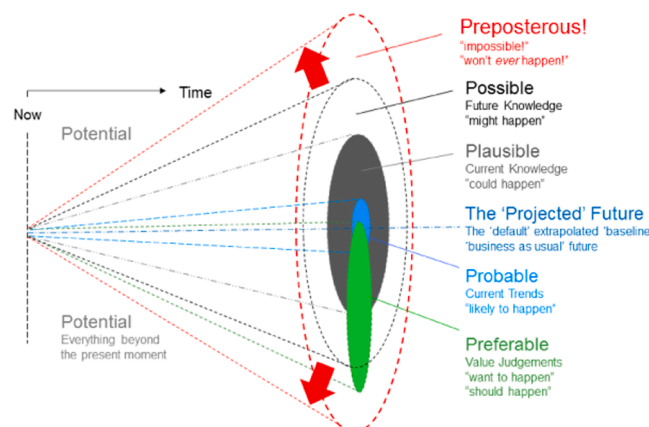 Preposterous!
"impossible!"
"won't ever happen!"
Time
Now
Possible
Future Knowledge
"might happen"
Potential
Plausible
Current Knowledge
"could happen"
The 'Projected' Future
The 'default' extrapolated 'baseline'
'business as usual' future
Probable
Current Trends
"likely to happen"
Potential
Everything beyond
the present moment
Preferable
Value Judgements
"want to happen"
"should happen"